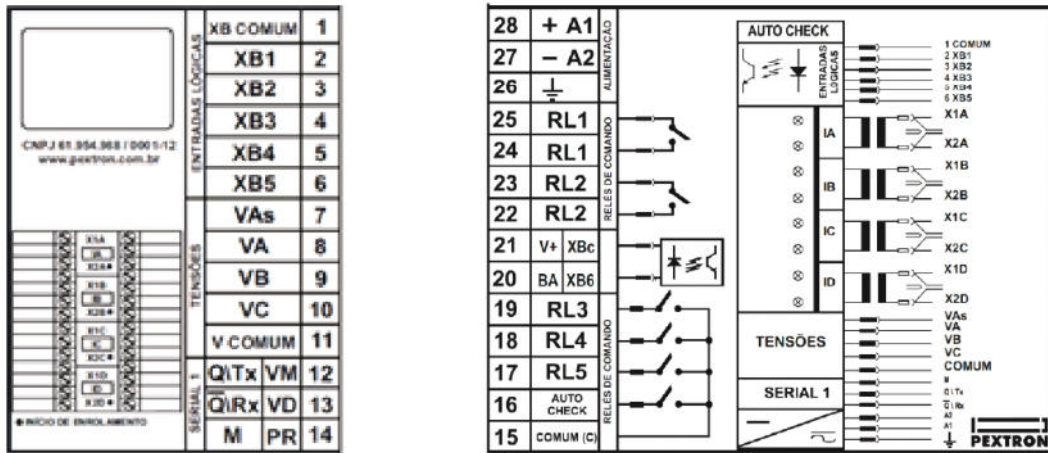 XB COMUM 1
XB1 2
XB2 3
XB3 4
XB4 5
XB5 6
ENTRADAS LÓGICAS
VAs 7
VA 8
VB 9
VC 10
V COMUM 11
TENSÕES
Q\Tx VM 12
Q̅\Rx VD 13
M PR 14
SERIAL 1
CNPJ 61.954.968 / 0001-12
www.pextron.com.br
X1A
X2A
X1B
IB
X2B
X1C
IC
X2C
X1D
ID
X2D
INÍCIO DE ENROLAMENTO
28 + A1
27 − A2
26
ALIMENTAÇÃO
25 RL1
24 RL1
23 RL2
22 RL2
RELÉS DE COMANDO
21 V+ XBc
20 BA XB6
19 RL3
18 RL4
17 RL5
16 AUTO CHECK
15 COMUM (C)
RELÉS DE COMANDO
AUTO CHECK
ENTRADAS
LÓGICAS
1 COMUM
2 XB1
3 XB2
4 XB3
5 XB4
6 XB5
IA
X1A
X2A
IB
X1B
X2B
IC
X1C
X2C
ID
X1D
X2D
TENSÕES
VAs
VA
VB
VC
COMUM
SERIAL 1
M
Q\Tx
Q̅\Rx
A2
A1
PEXTRON